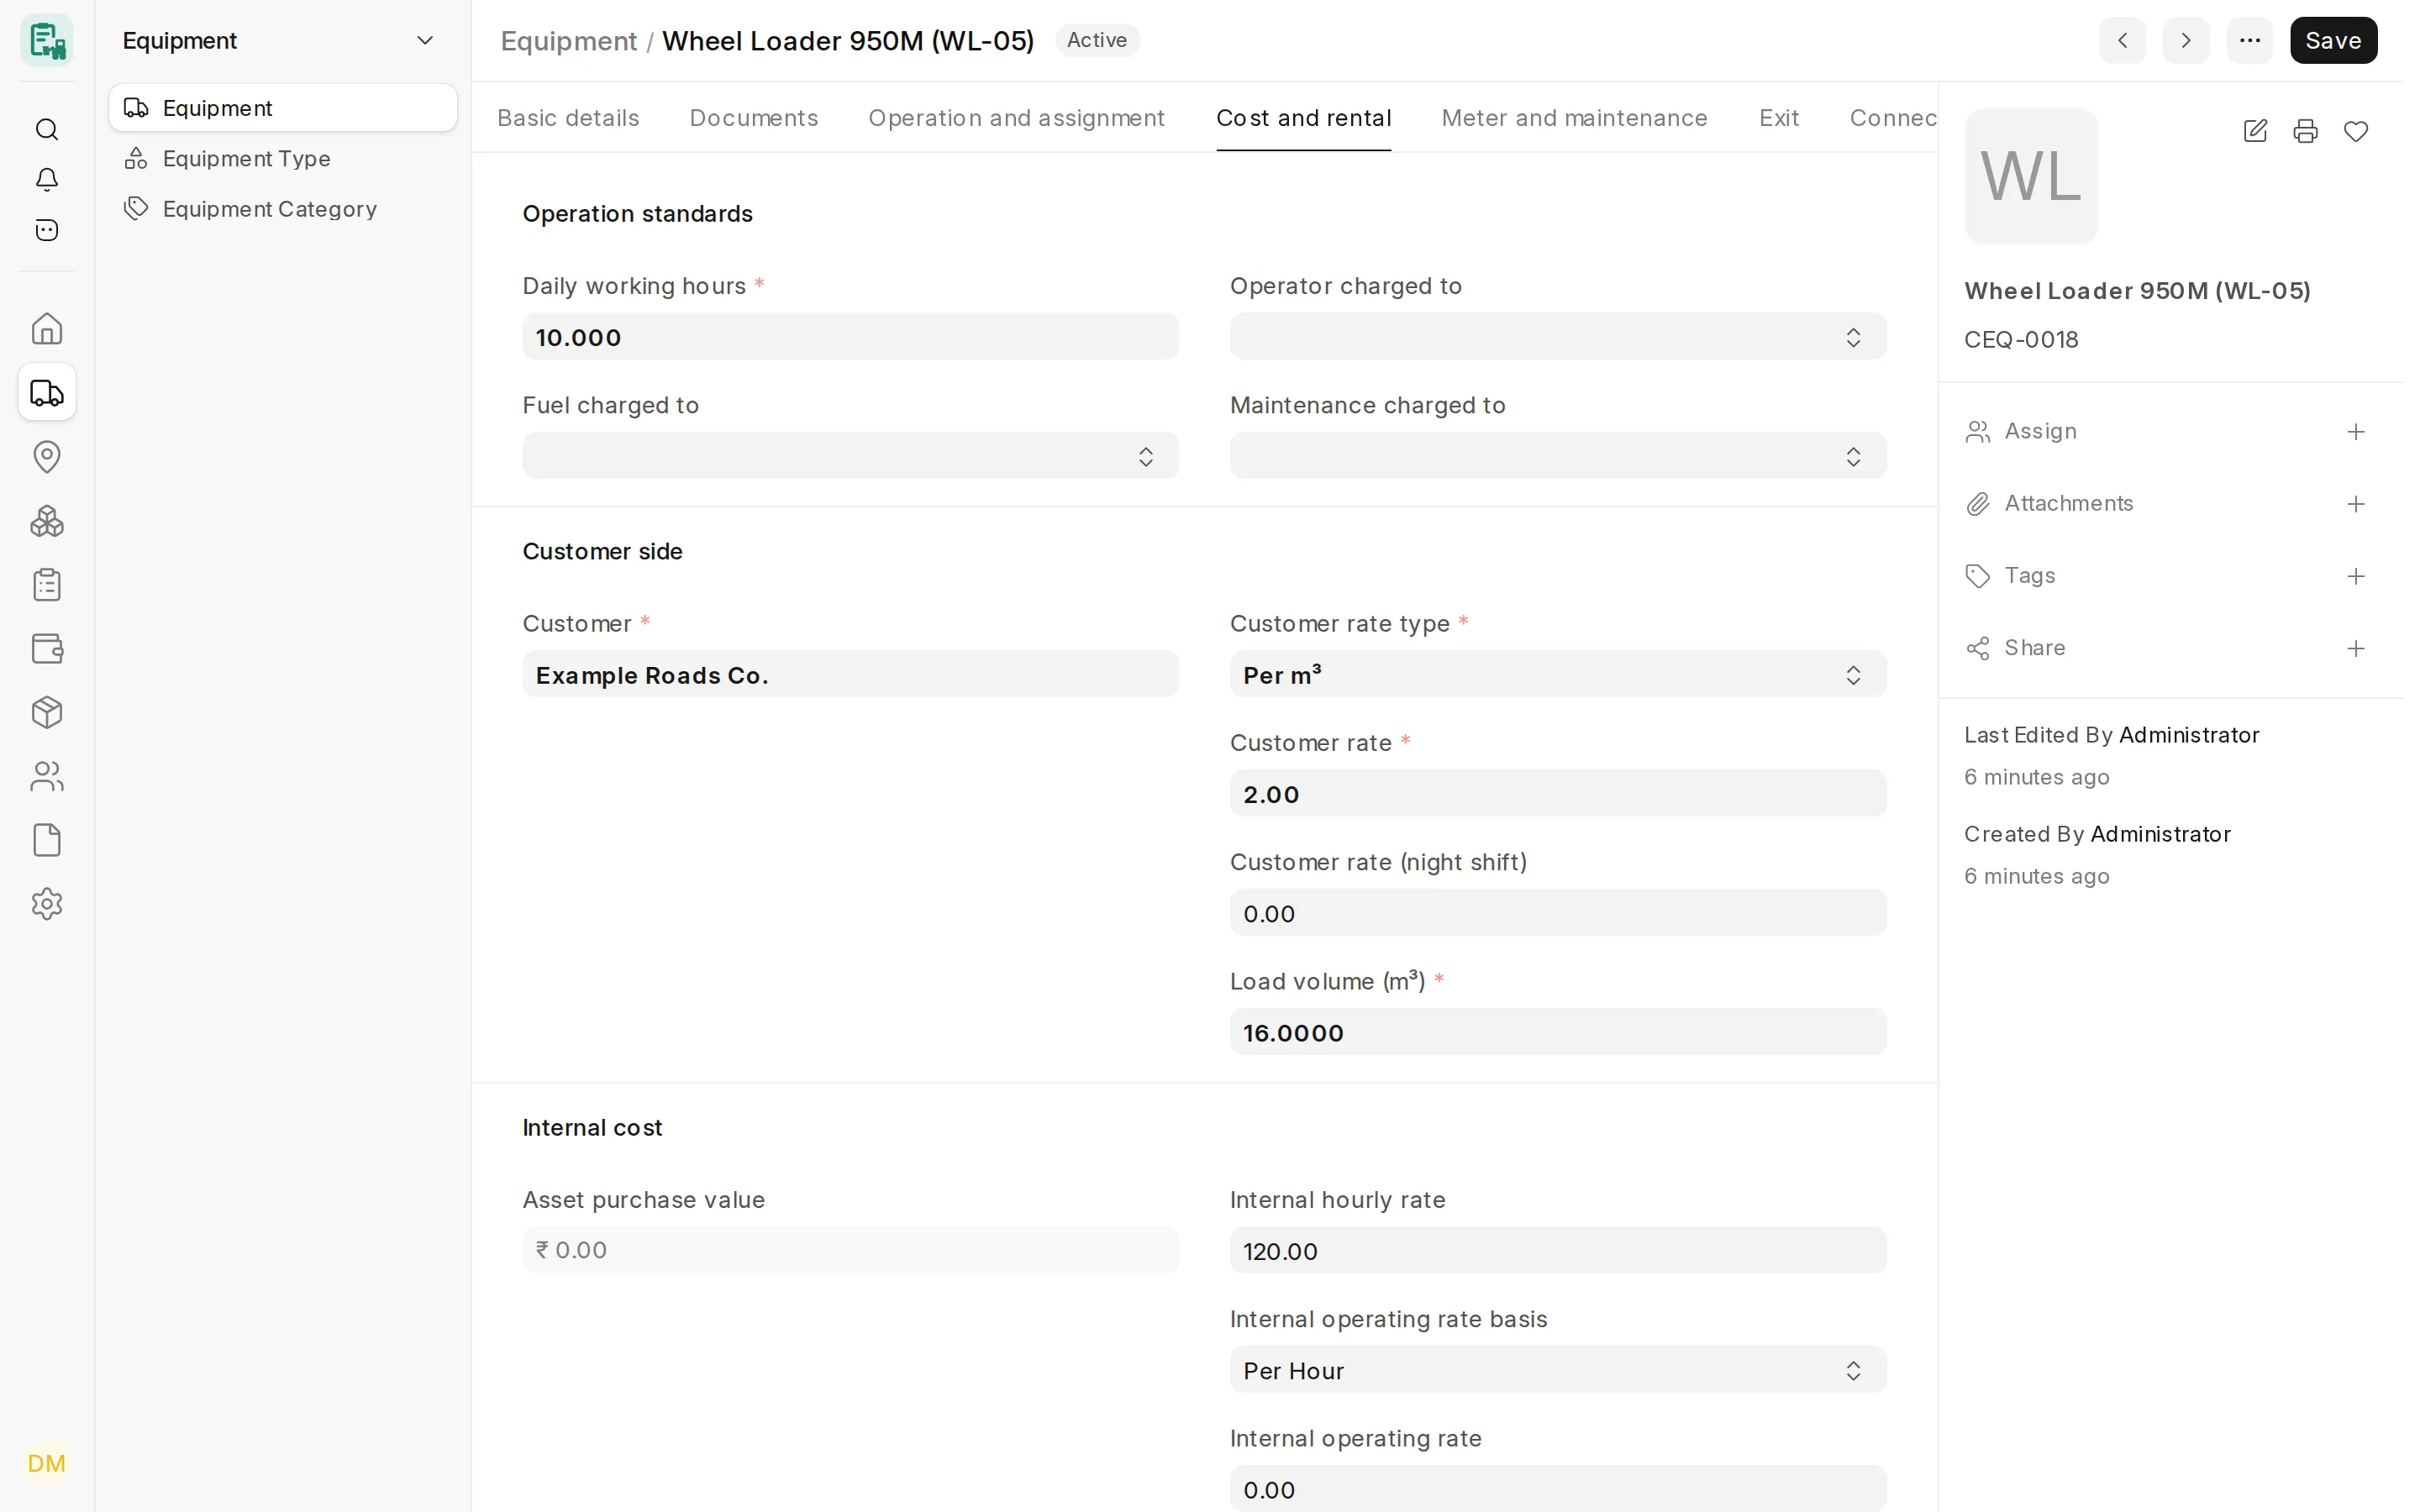 Equipment
Equipment
Equipment Type
Equipment Category
DM
Equipment / Wheel Loader 950M (WL-05) Active
Save
Basic details Documents Operation and assignment Cost and rental Meter and maintenance Exit Connec
Operation standards
Daily working hours *
10.000
Operator charged to
Fuel charged to
Maintenance charged to
Customer side
Customer *
Example Roads Co.
Customer rate type *
Per m³
Customer rate *
2.00
Customer rate (night shift)
0.00
Load volume (m³) *
16.0000
Internal cost
Asset purchase value
₹ 0.00
Internal hourly rate
120.00
Internal operating rate basis
Per Hour
Internal operating rate
0.00
WL
Wheel Loader 950M (WL-05)
CEQ-0018
Assign
Attachments
Tags
Share
Last Edited By Administrator
6 minutes ago
Created By Administrator
6 minutes ago